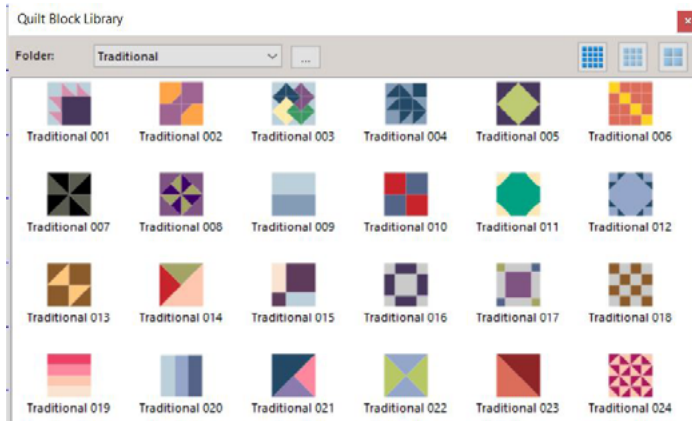 Quilt Block Library
Folder: Traditional ...
Traditional 001 Traditional 002 Traditional 003 Traditional 004 Traditional 005 Traditional 006
Traditional 007 Traditional 008 Traditional 009 Traditional 010 Traditional 011 Traditional 012
Traditional 013 Traditional 014 Traditional 015 Traditional 016 Traditional 017 Traditional 018
Traditional 019 Traditional 020 Traditional 021 Traditional 022 Traditional 023 Traditional 024